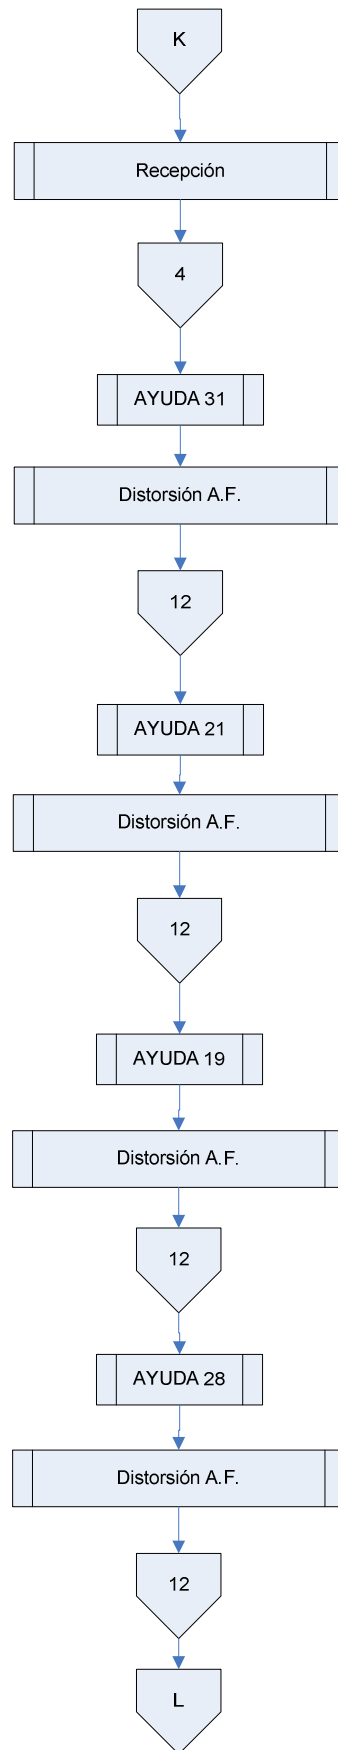 K
Recepción
4
AYUDA 31
Distorsión A.F.
12
AYUDA 21
Distorsión A.F.
12
AYUDA 19
Distorsión A.F.
12
AYUDA 28
Distorsión A.F.
12
L